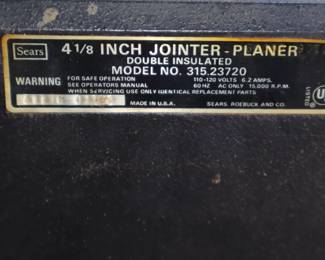 Sears
4 1/8 INCH JOINTER - PLANER
DOUBLE INSULATED
MODEL NO. 315.23720
WARNING
FOR SAFE OPERATION
SEE OPERATORS MANUAL
110-120 VOLTS 6.2 AMPS.
60 HZ AC ONLY 15,000 R.P.M.
WHEN SERVICING USE ONLY IDENTICAL REPLACEMENT PARTS
MADE IN U.S.A.
SEARS, ROEBUCK AND CO.